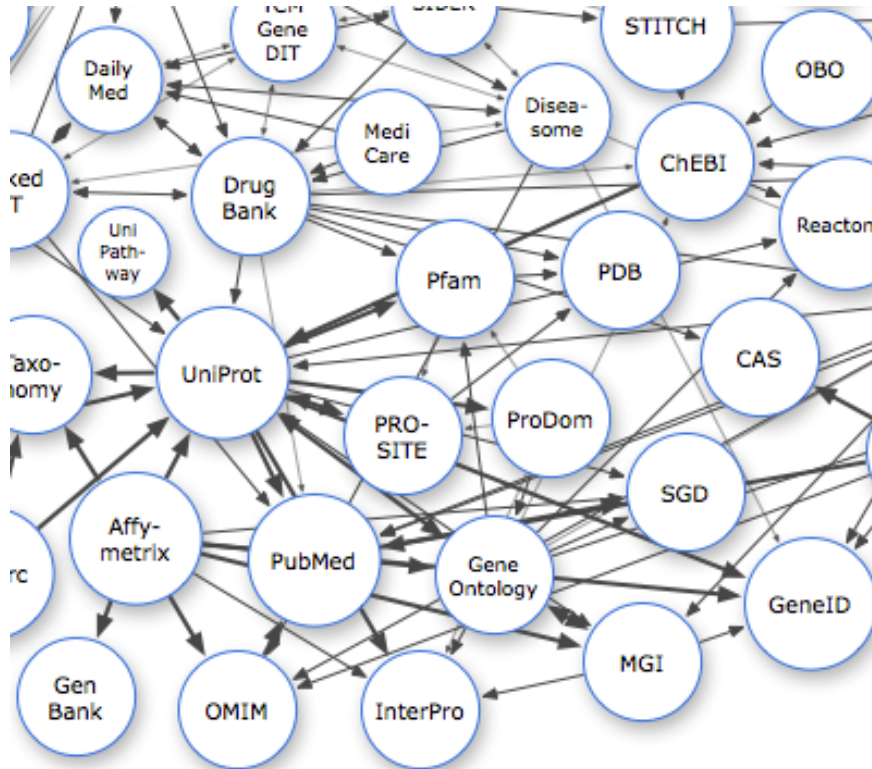 Gene
DIT
STITCH
OBO
Daily
Med
Disea-
some
Medi
Care
ChEBI
Drug
Bank
Uni
Path-
way
Pfam
PDB
Reacton
UniProt
CAS
PRO-
SITE
ProDom
SGD
Affy-
metrix
PubMed
Gene
Ontology
GeneID
MGI
Gen
Bank
OMIM
InterPro